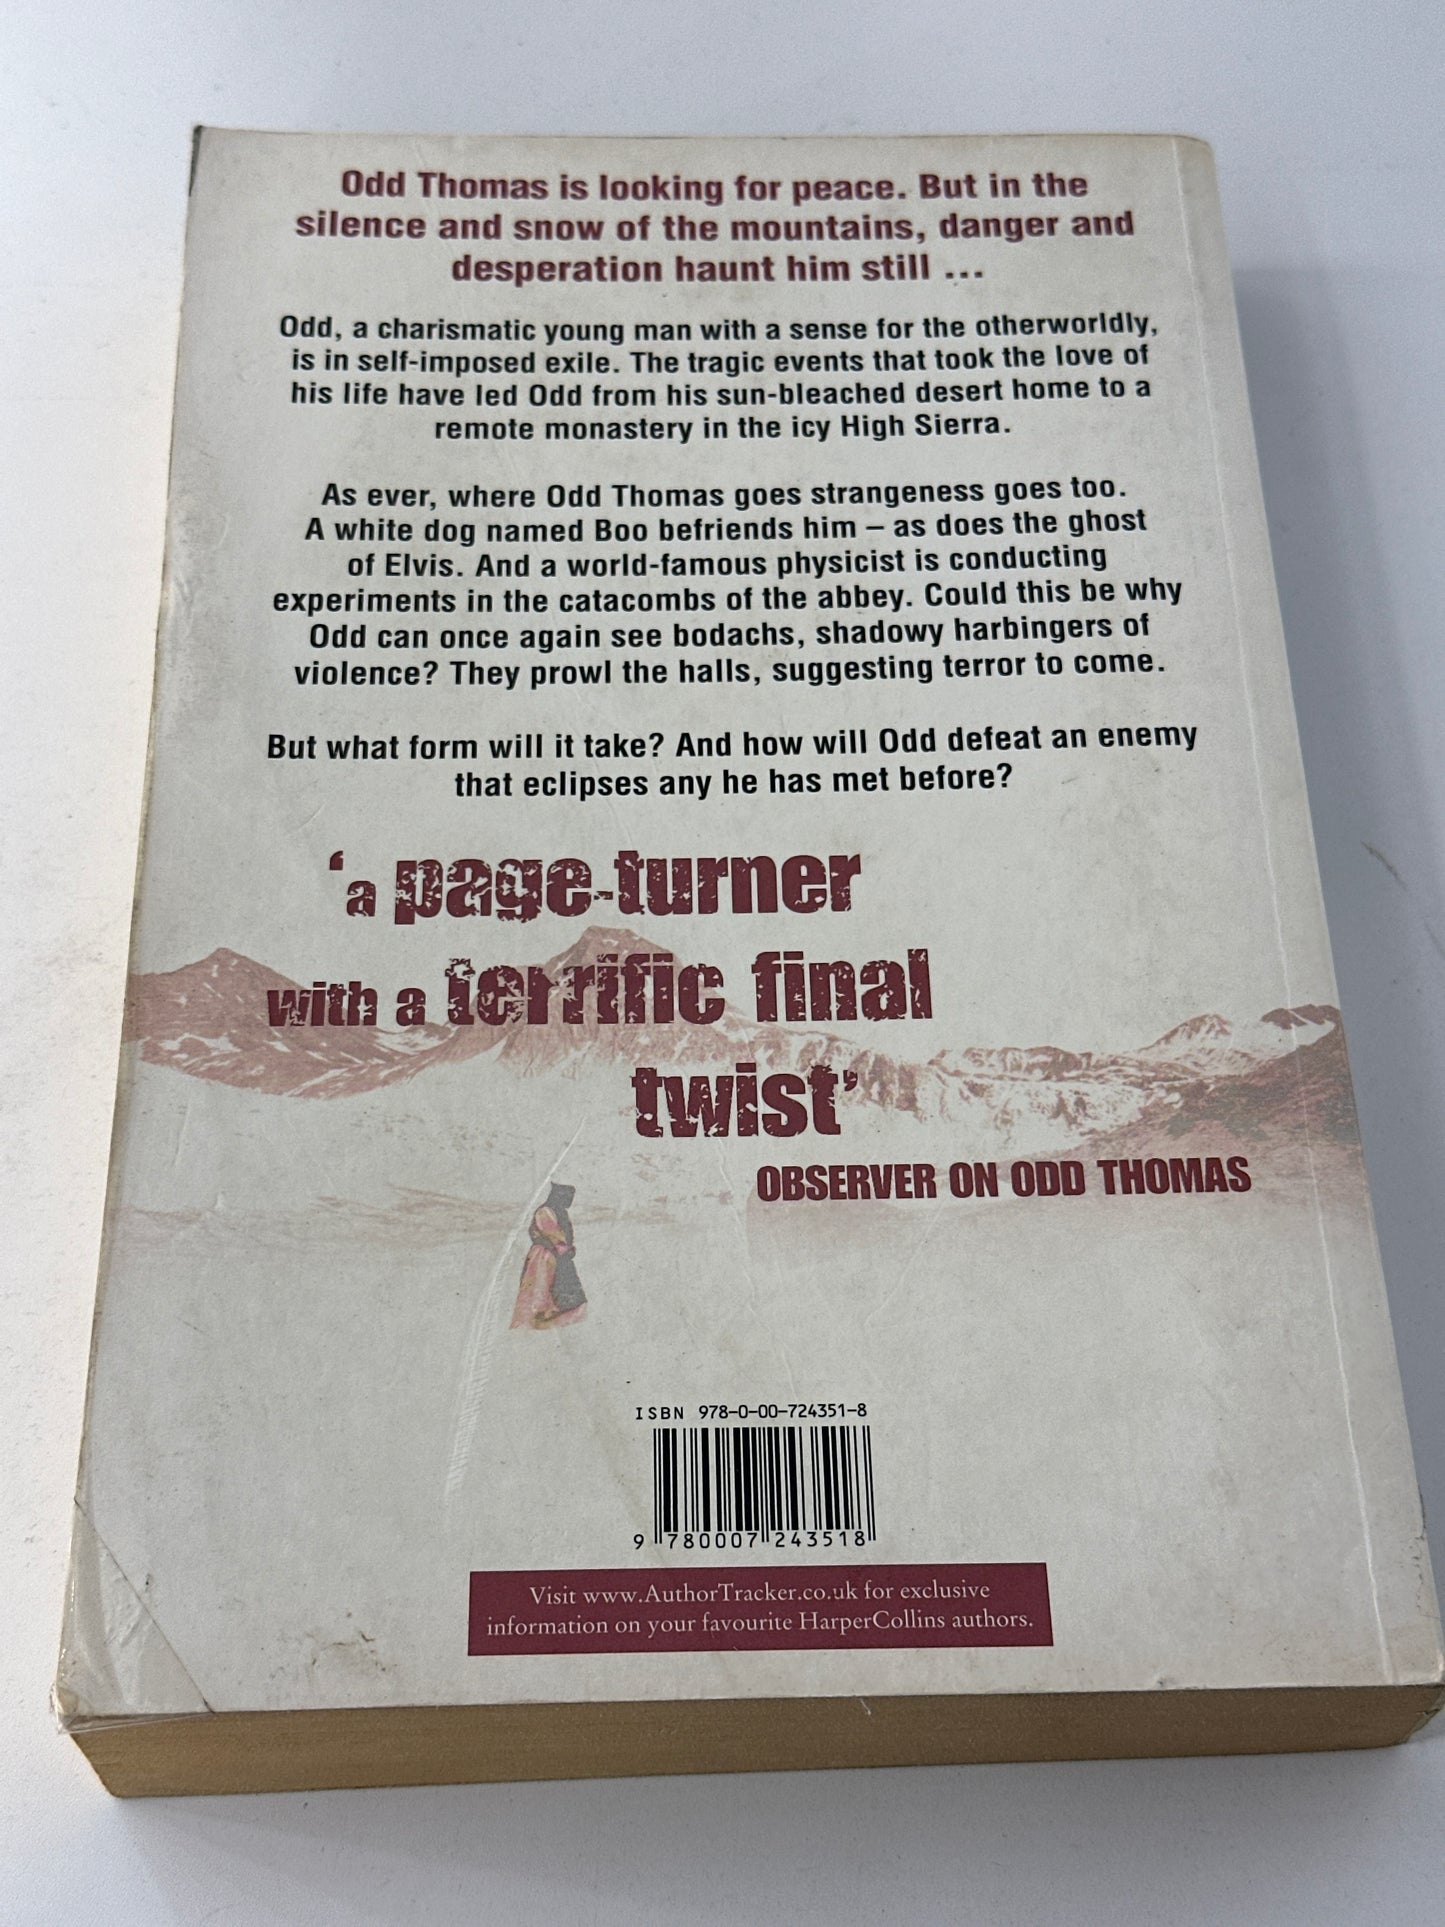 Odd Thomas is looking for peace. But in the
silence and snow of the mountains, danger and
desperation haunt him still ...
Odd, a charismatic young man with a sense for the otherworldly,
is in self-imposed exile. The tragic events that took the love of
his life have led Odd from his sun-bleached desert home to a
remote monastery in the icy High Sierra.
As ever, where Odd Thomas goes strangeness goes too.
A white dog named Boo befriends him – as does the ghost
of Elvis. And a world-famous physicist is conducting
experiments in the catacombs of the abbey. Could this be why
Odd can once again see bodachs, shadowy harbingers of
violence? They prowl the halls, suggesting terror to come.
But what form will it take? And how will Odd defeat an enemy
that eclipses any he has met before?
‘a page-turner
with a terrific final
twist’
OBSERVER ON ODD THOMAS
ISBN 978-0-00-724351-8
9 780007 243518
Visit www.AuthorTracker.co.uk for exclusive
information on your favourite HarperCollins authors.